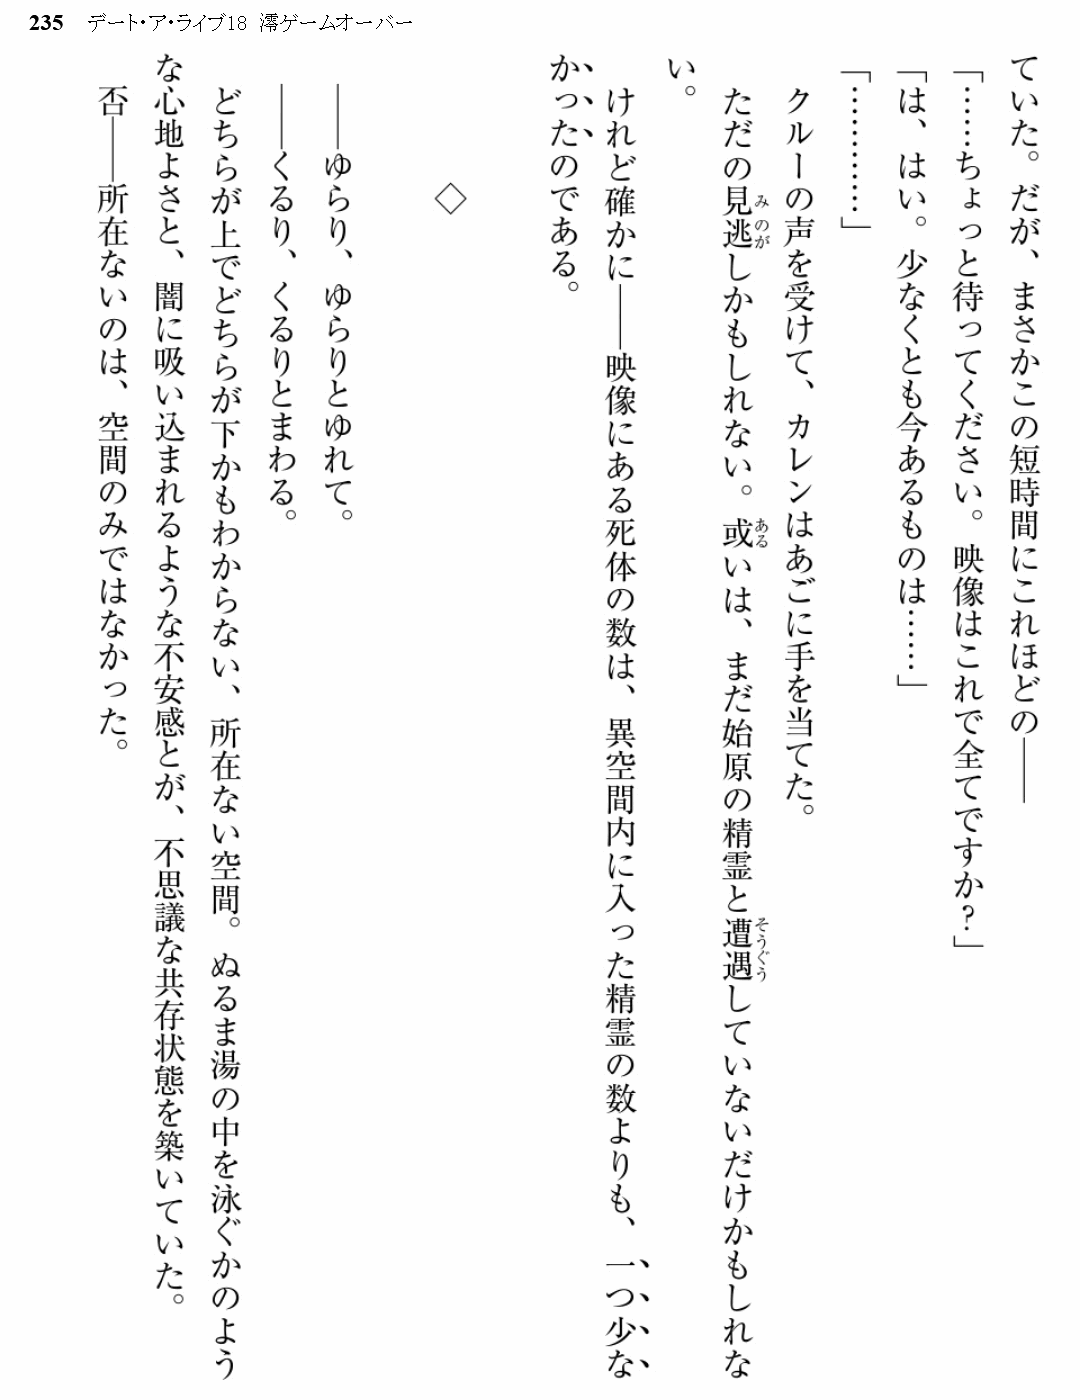 235 デート・ア・ライブ18 澪ゲームオーバー
ていた。だが、まさかこの短時間にこれほどの――
「……ちょっと待ってください。映像はこれで全てですか？」
「は、はい。少なくとも今あるものは……」
「…………」
クルーの声を受けて、カレンはあごに手を当てた。
ただの見逃しかもしれない。或いは、まだ始原の精霊と遭遇していないだけかもしれな
い。
けれど確かに――映像にある死体の数は、異空間内に入った精霊の数よりも、一つ少な
かったのである。
◇
――ゆらり、ゆらりとゆれて。
――くるり、くるりとまわる。
どちらが上でどちらが下かもわからない、所在ない空間。ぬるま湯の中を泳ぐかのよう
な心地よさと、闇に吸い込まれるような不安感とが、不思議な共存状態を築いていた。
否――所在ないのは、空間のみではなかった。